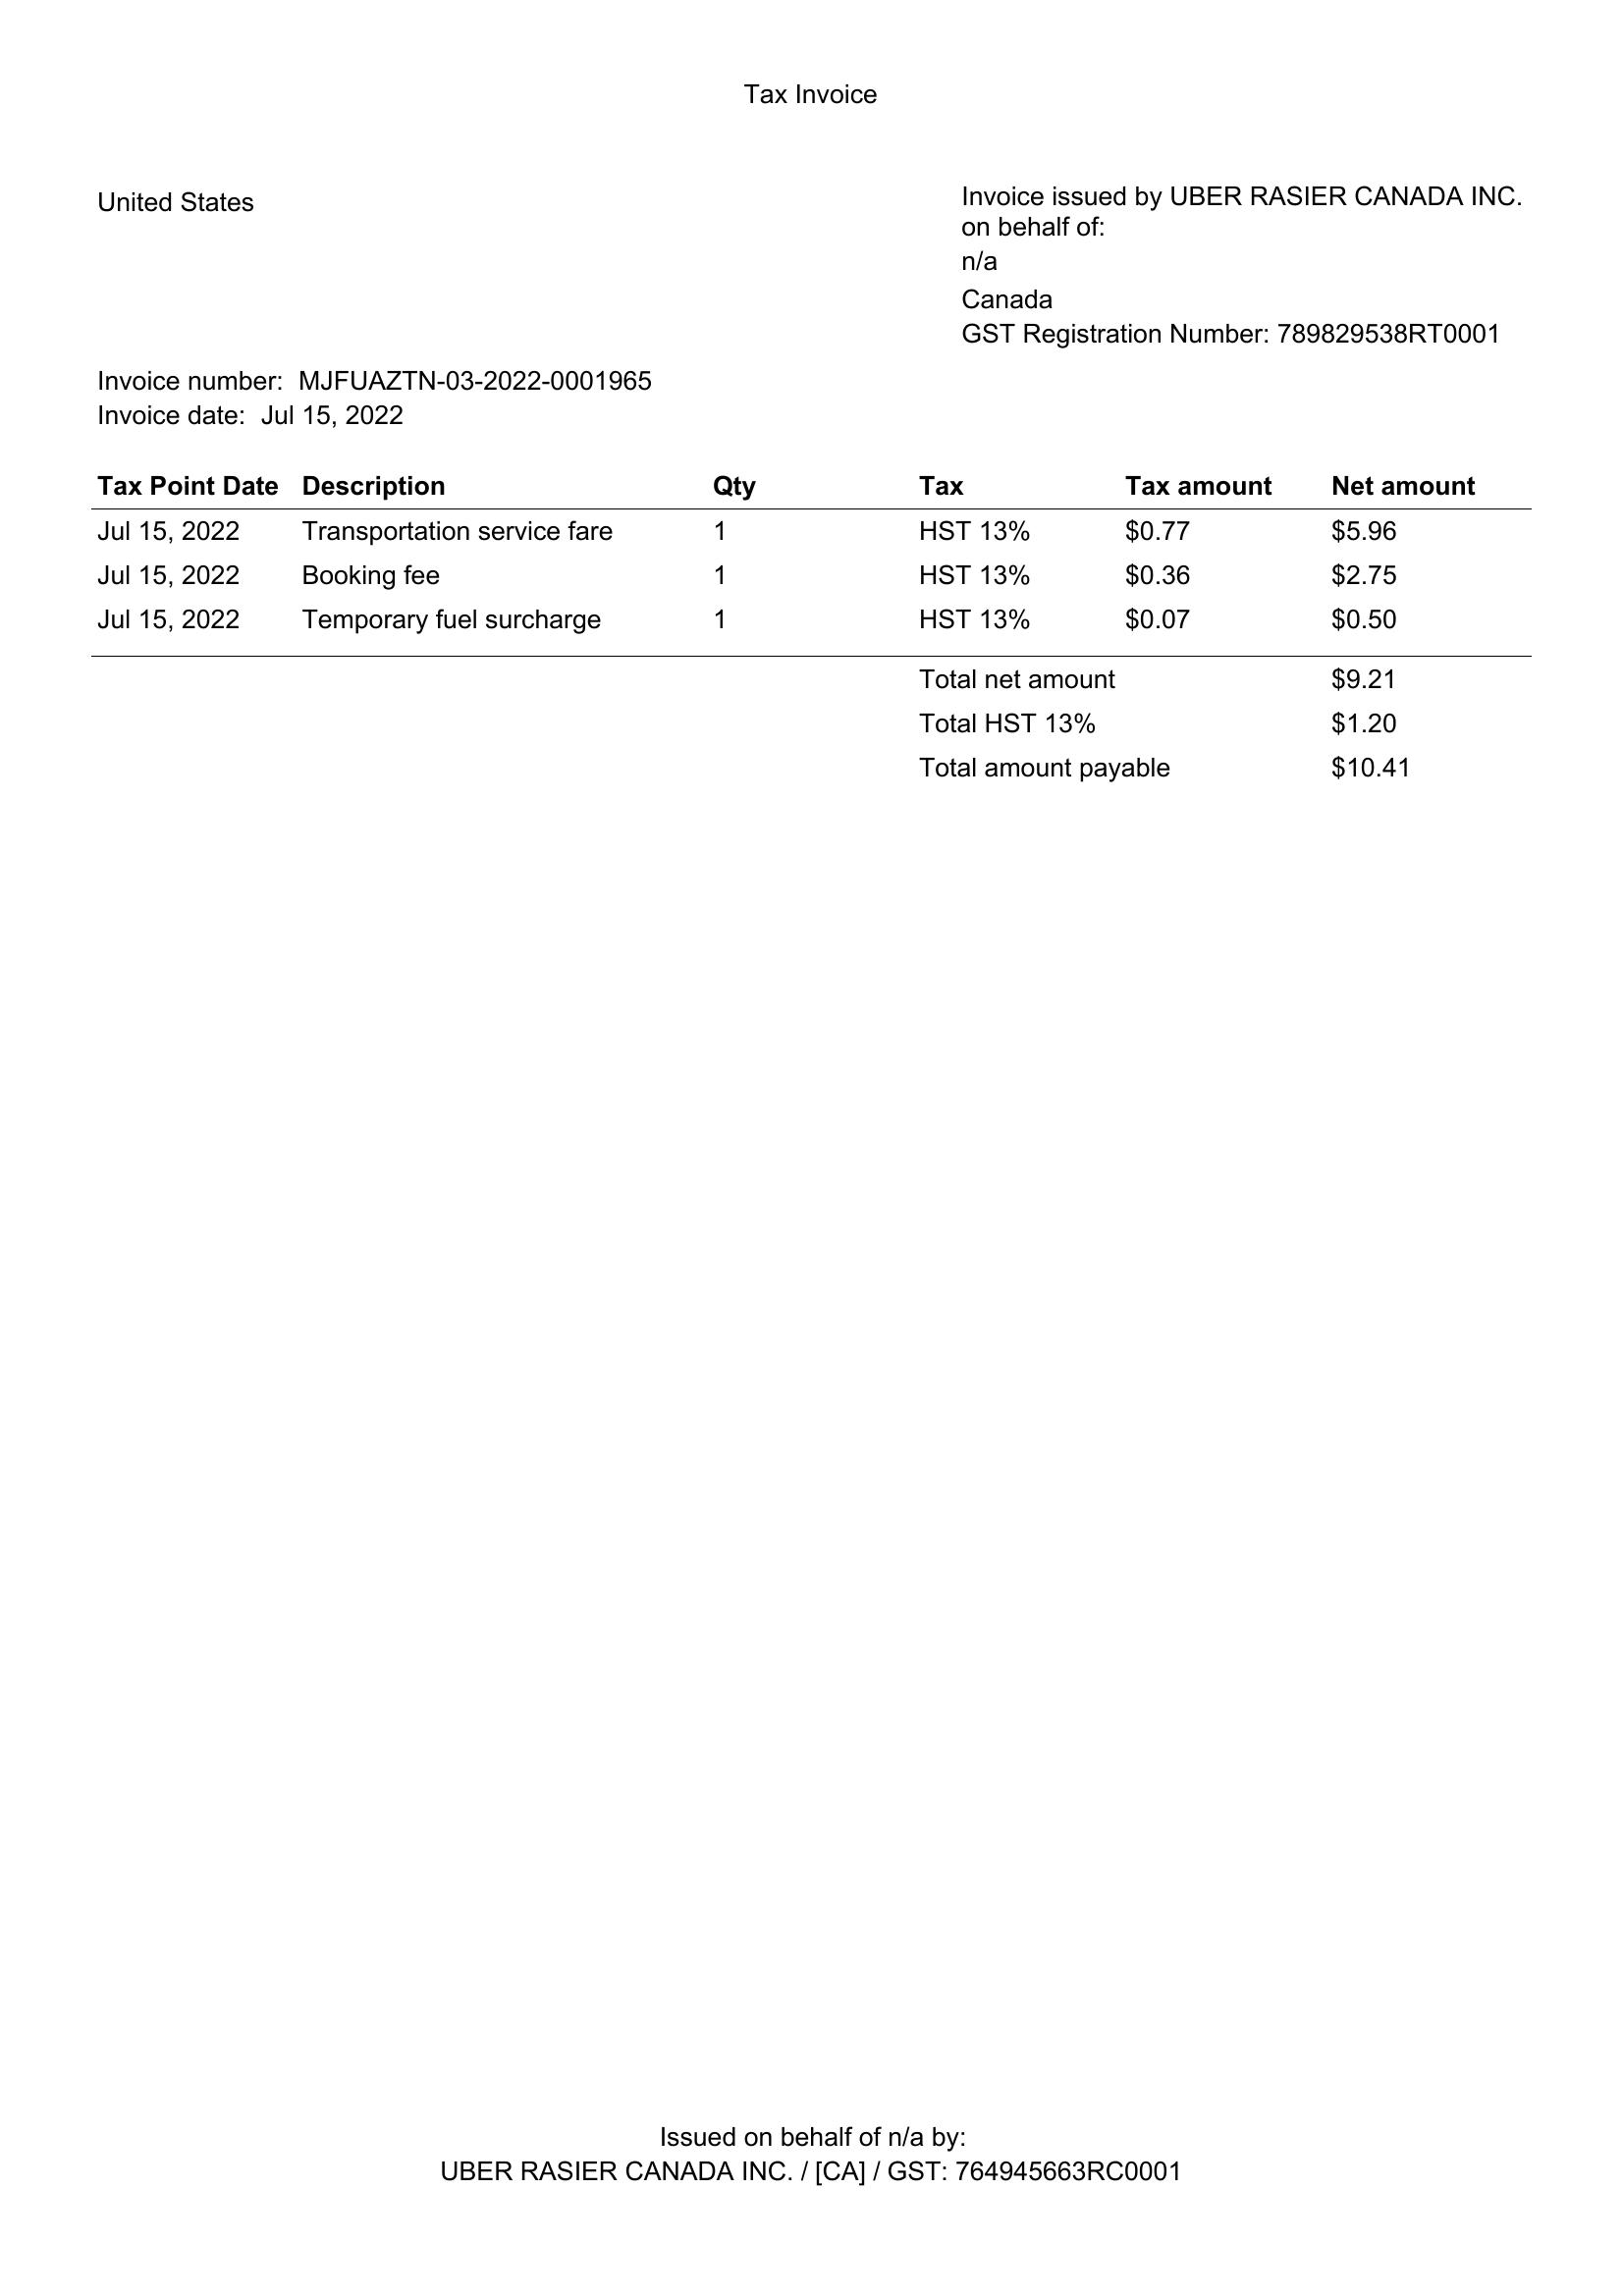 Tax Invoice
United States
Invoice issued by UBER RASIER CANADA INC.
on behalf of:
n/a
Canada
GST Registration Number: 789829538RT0001
Invoice number: MJFUAZTN-03-2022-0001965
Invoice date: Jul 15, 2022
Tax Point Date Description Qty Tax Tax amount Net amount
Jul 15, 2022 Transportation service fare 1 HST 13% $0.77 $5.96
Jul 15, 2022 Booking fee 1 HST 13% $0.36 $2.75
Jul 15, 2022 Temporary fuel surcharge 1 HST 13% $0.07 $0.50
Total net amount $9.21
Total HST 13% $1.20
Total amount payable $10.41
Issued on behalf of n/a by:
UBER RASIER CANADA INC. / [CA] / GST: 764945663RC0001